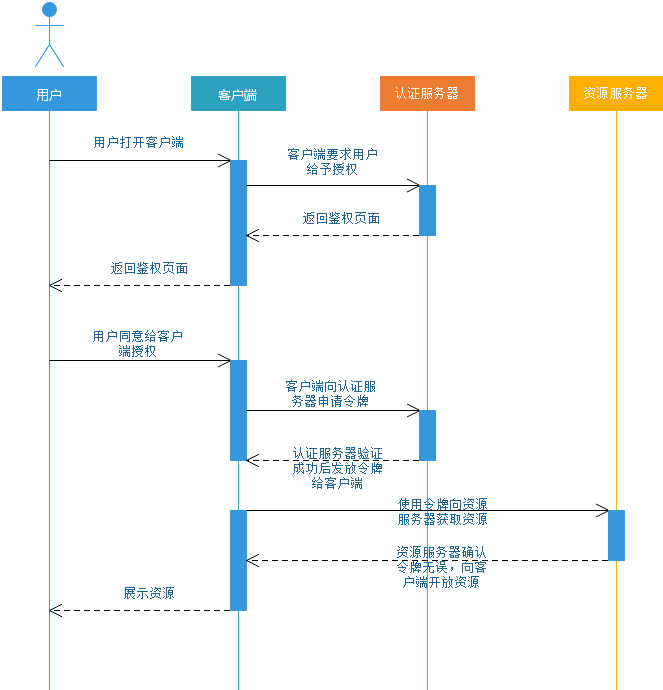 用户
客户端
认证服务器
资源服务器
用户打开客户端
客户端要求用户
给予授权
返回鉴权页面
返回鉴权页面
用户同意给客户
端授权
客户端向认证服
务器申请令牌
认证服务器验证
成功后发放令牌
给客户端
使用令牌向资源
服务器获取资源
资源服务器确认
令牌无误，向客
户端开放资源
展示资源